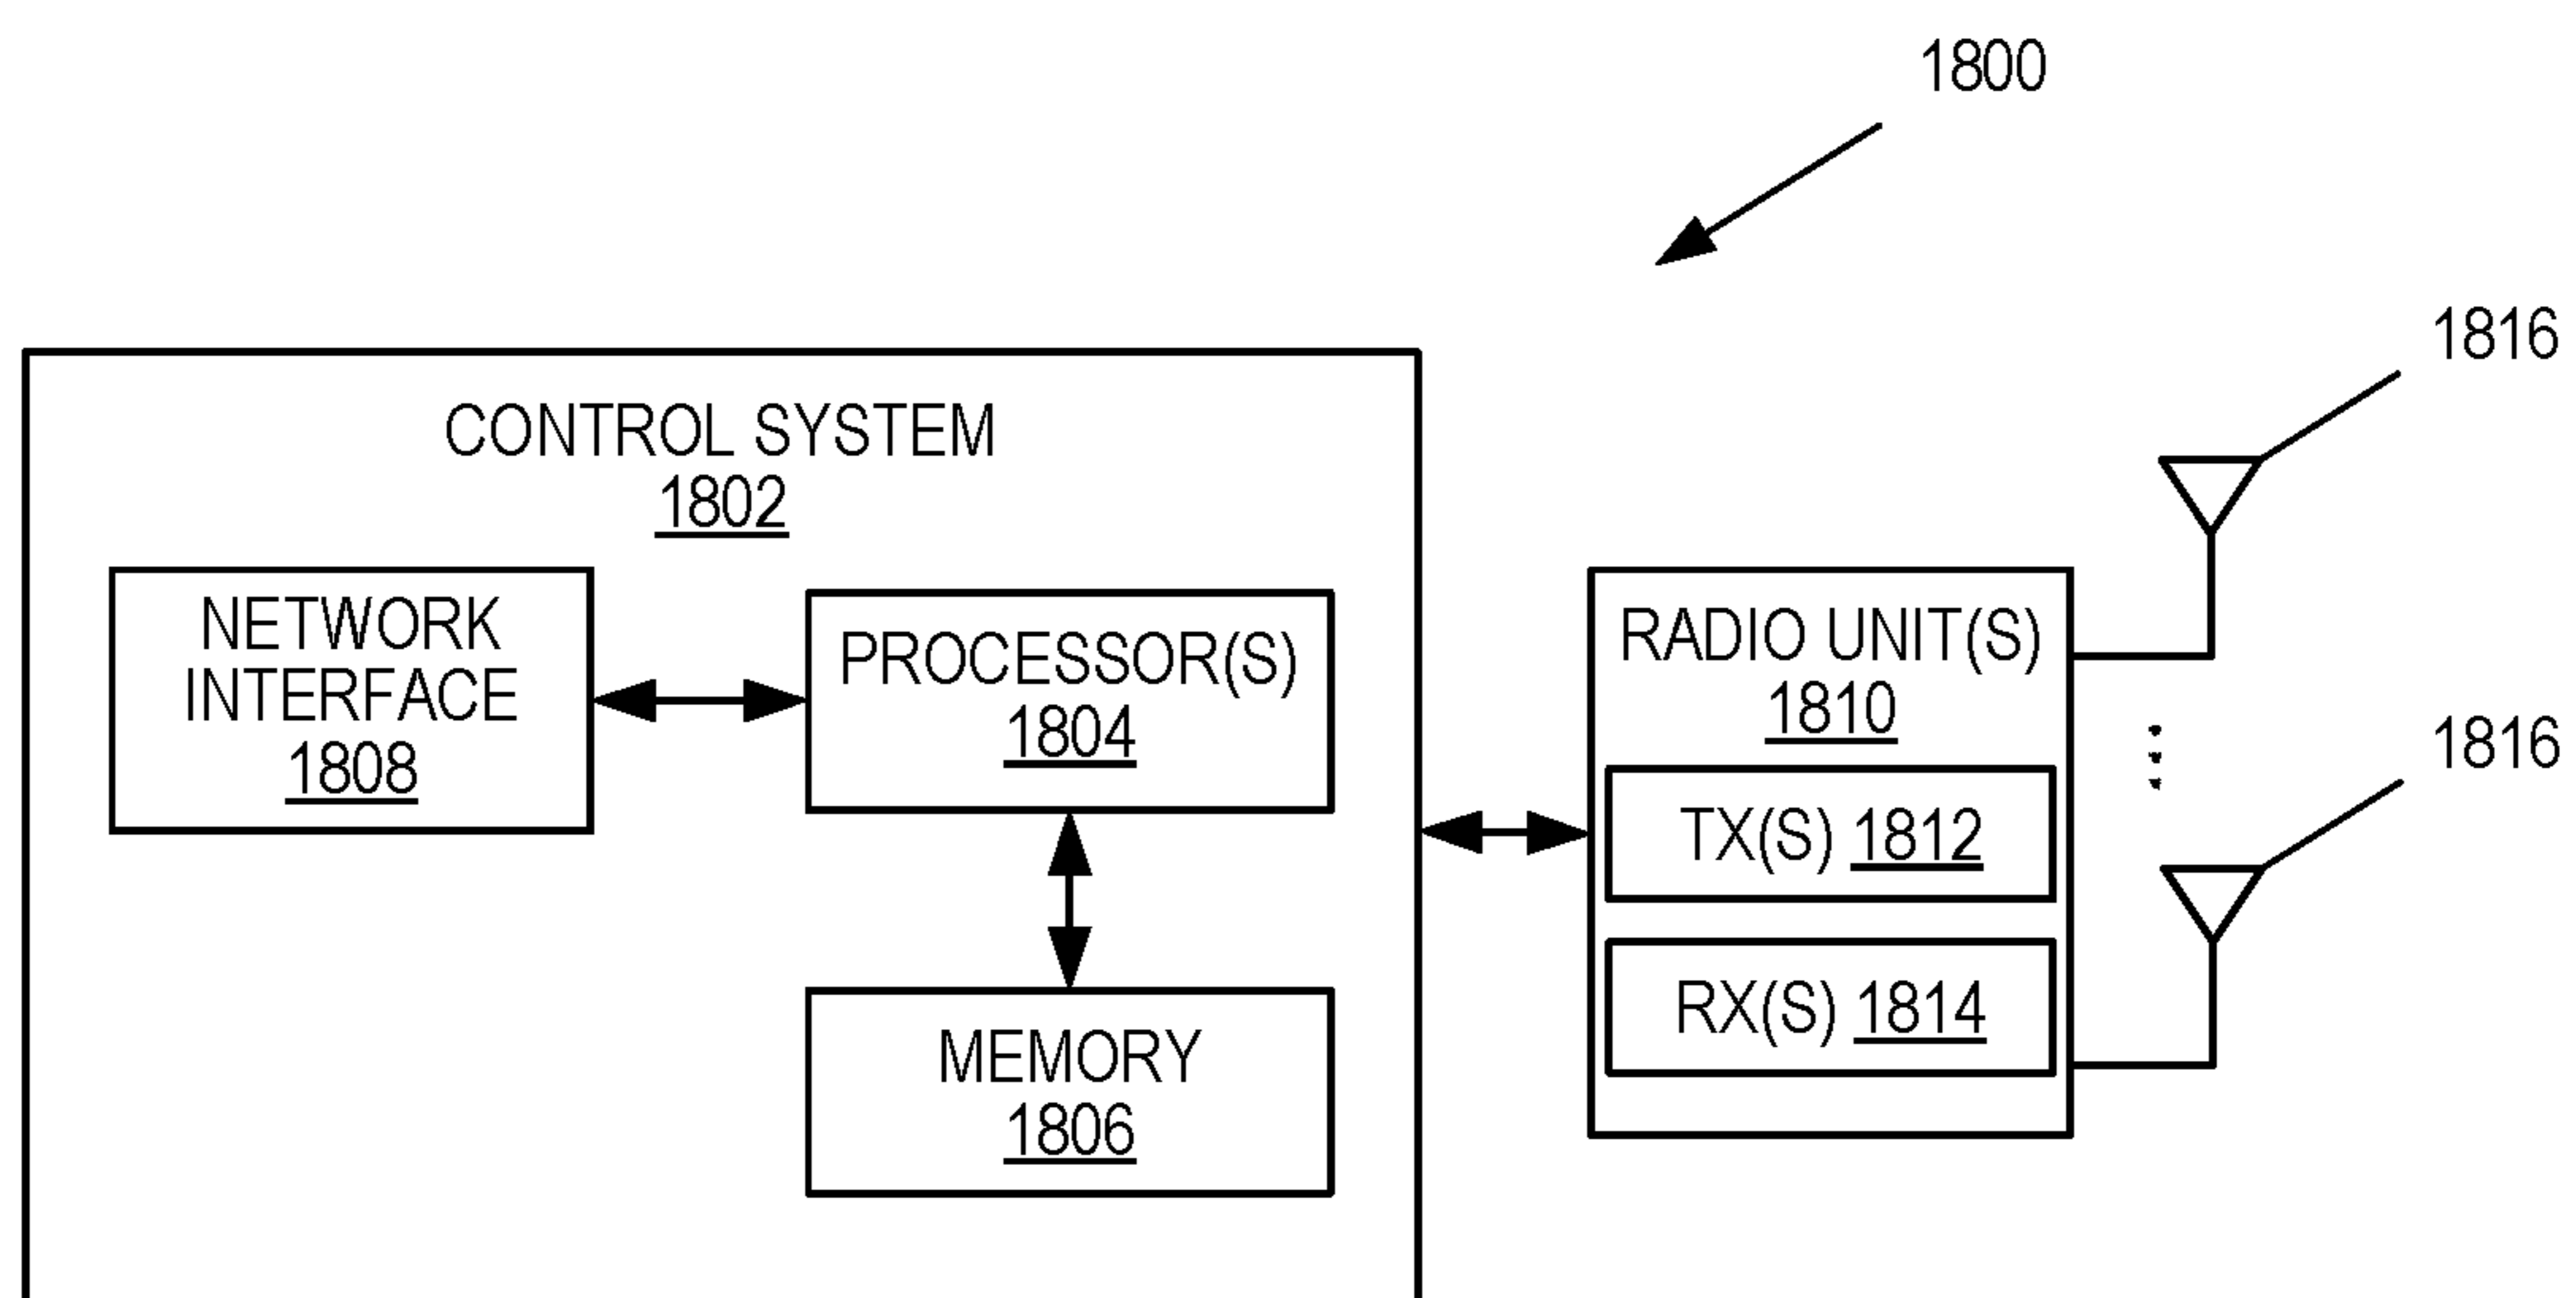 1800
1816
CONTROL SYSTEM
1802
NETWORK
INTERFACE
1808
PROCESSOR(S)
1804
MEMORY
1806
RADIO UNIT(S)
1810
TX(S) 1812
RX(S) 1814
1816